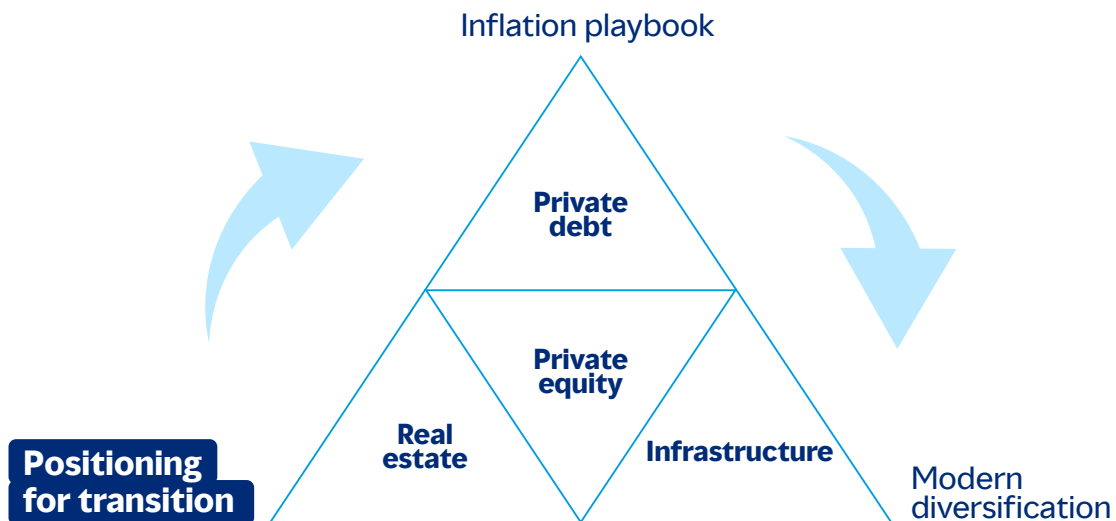 Inflation playbook
Private
debt
Private
equity
Real
estate
Infrastructure
Positioning
for transition
Modern
diversification